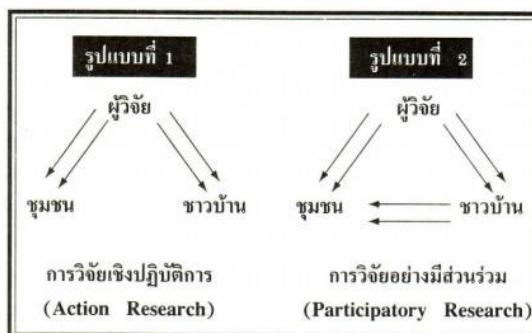 รูปแบบที่ 1
ผู้วิจัย
ชุมชน ชาวบ้าน
การวิจัยเชิงปฏิบัติการ
(Action Research)
รูปแบบที่ 2
ผู้วิจัย
ชุมชน ชาวบ้าน
การวิจัยอย่างมีส่วนร่วม
(Participatory Research)